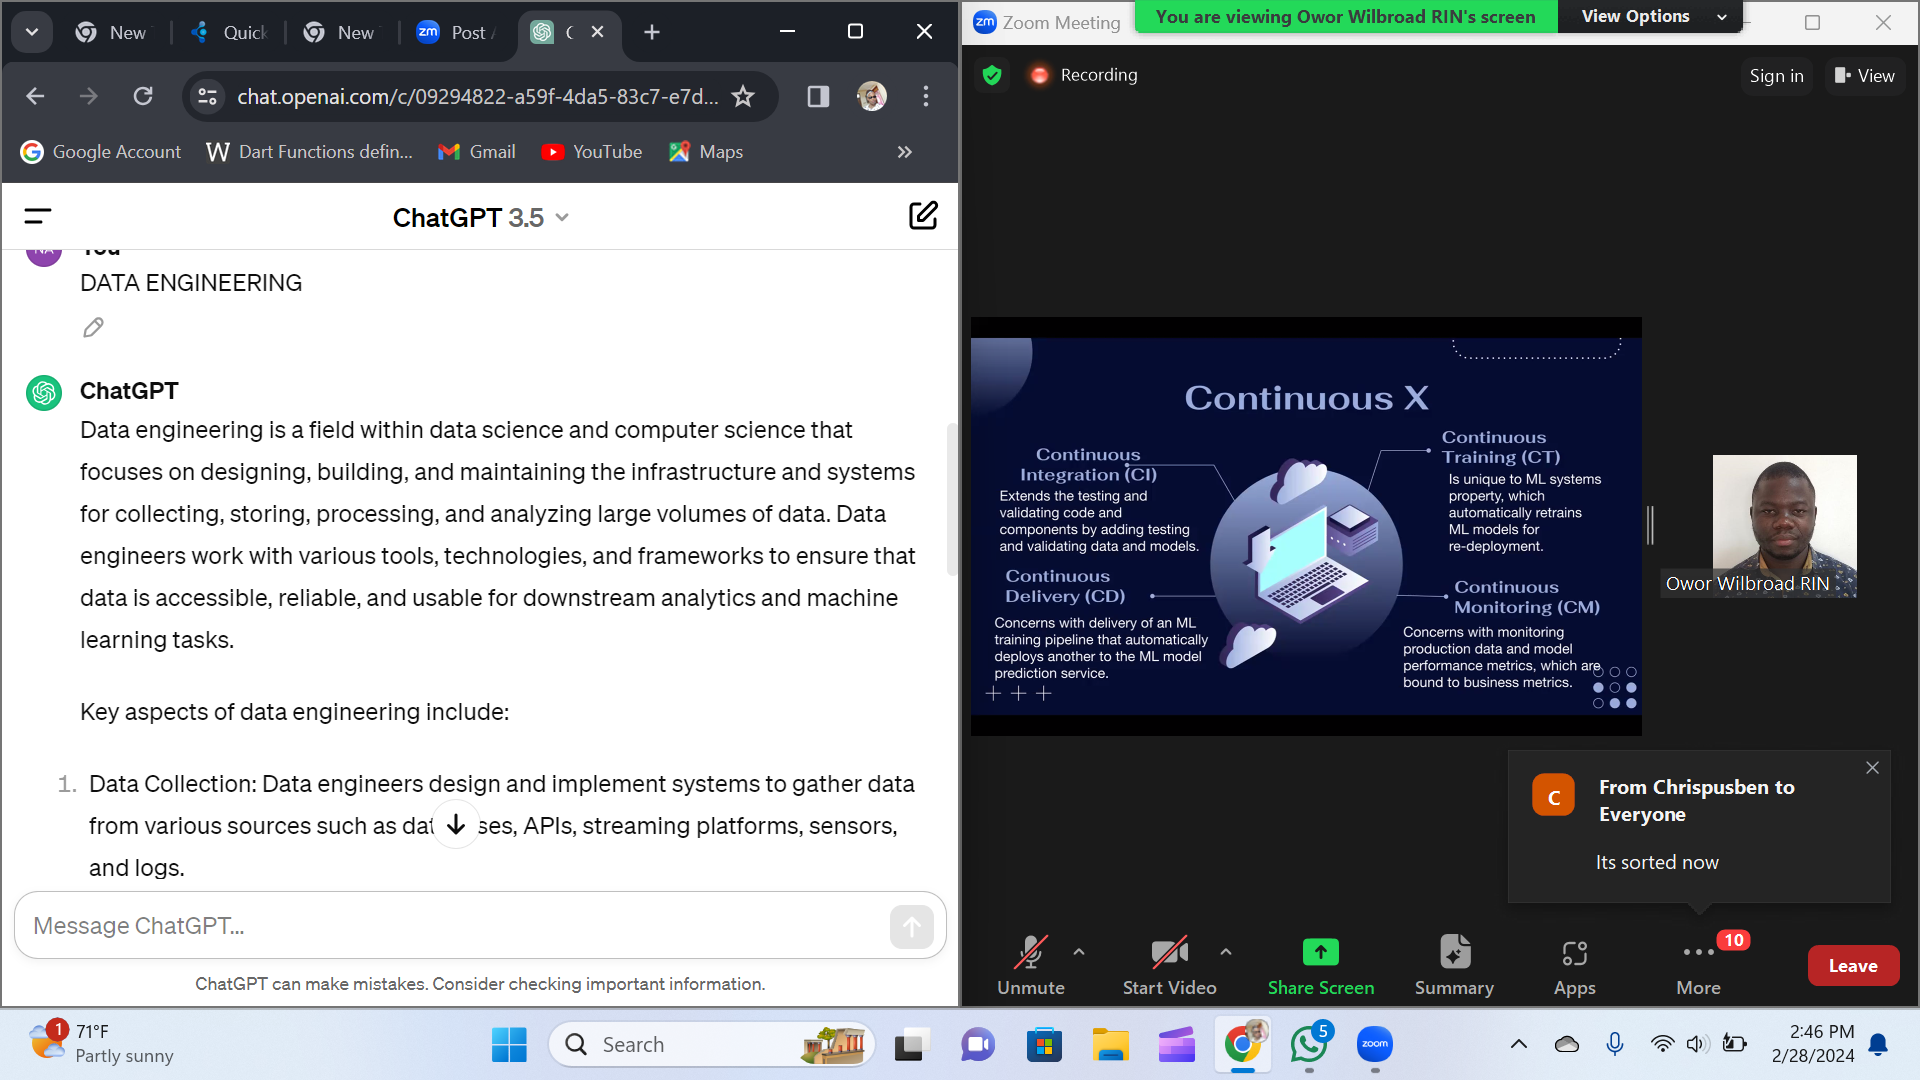 New
Quick
New
Post
chat.openai.com/c/09294822-a59f-4da5-83c7-e7d...
Google Account
Dart Functions defin...
Gmail
YouTube
Maps
ChatGPT 3.5
You
DATA ENGINEERING
ChatGPT
Data engineering is a field within data science and computer science that
focuses on designing, building, and maintaining the infrastructure and systems
for collecting, storing, processing, and analyzing large volumes of data. Data
engineers work with various tools, technologies, and frameworks to ensure that
data is accessible, reliable, and usable for downstream analytics and machine
learning tasks.
Key aspects of data engineering include:
1. Data Collection: Data engineers design and implement systems to gather data
from various sources such as APIs, streaming platforms, sensors,
and logs.
Message ChatGPT...
ChatGPT can make mistakes. Consider checking important information.
zm Zoom Meeting
You are viewing Owor Wilbroad RIN's screen
View Options
Recording
Sign in
View
Continuous X
Continuous
Integration (CI)
Extends the testing and
validating code and
components by adding testing
and validating data and models.
Continuous
Delivery (CD)
Concerns with delivery of an ML
training pipeline that automatically
deploys another to the ML model
prediction service.
Continuous
Training (CT)
Is unique to ML systems
property, which
automatically retrains
ML models for
re-deployment.
Continuous
Monitoring (CM)
Concerns with monitoring
production data and model
performance metrics, which are
bound to business metrics.
Owor Wilbroad RIN
C
From Chrispusben to
Everyone
Its sorted now
Unmute
Start Video
Share Screen
Summary
Apps
10
More
Leave
1
71°F
Partly sunny
Search
5
zoom
2:46 PM
2/28/2024